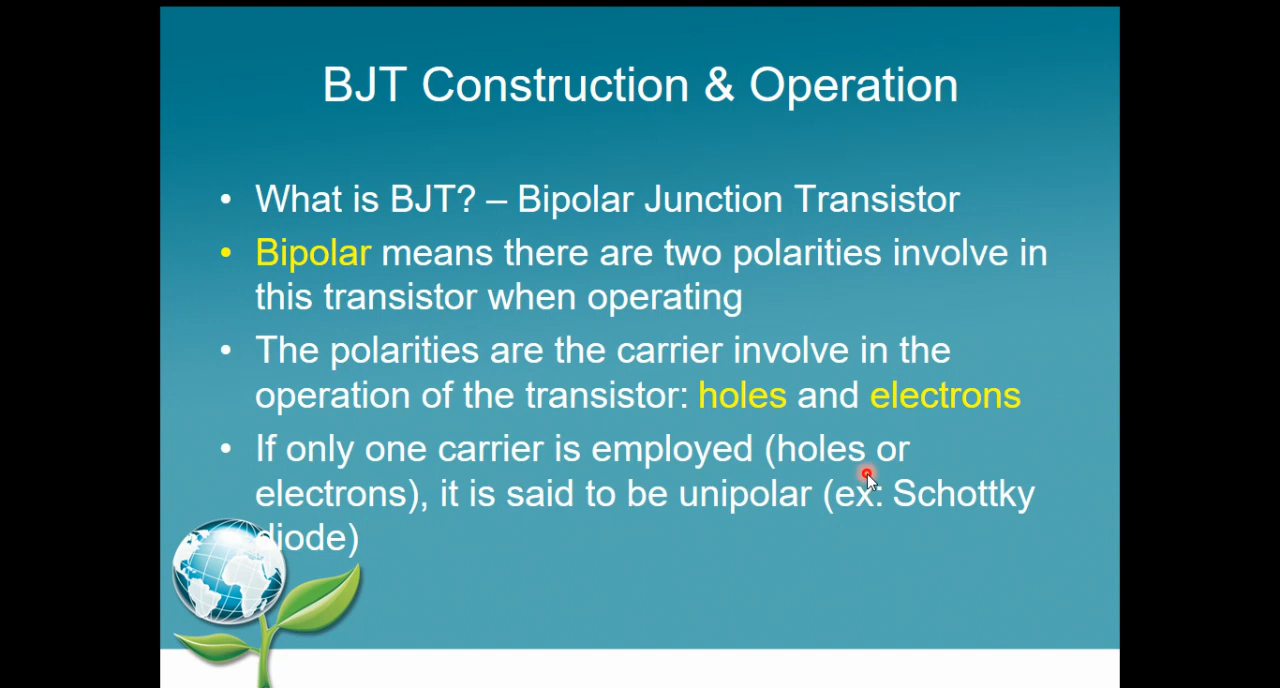 BJT Construction & Operation
• What is BJT? – Bipolar Junction Transistor
• Bipolar means there are two polarities involve in
this transistor when operating
• The polarities are the carrier involve in the
operation of the transistor: holes and electrons
• If only one carrier is employed (holes or
electrons), it is said to be unipolar (ex: Schottky
diode)